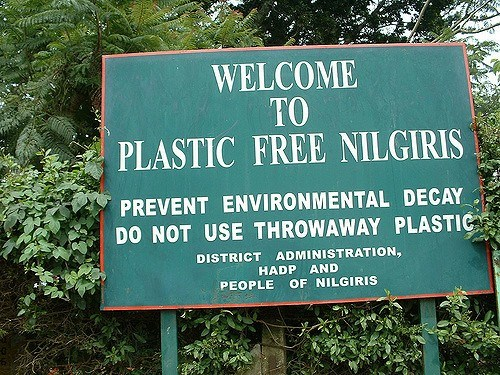 WELCOME
TO
PLASTIC FREE NILGIRIS
PREVENT ENVIRONMENTAL DECAY
DO NOT USE THROWAWAY PLASTIC
DISTRICT ADMINISTRATION,
HADP AND
PEOPLE OF NILGIRIS